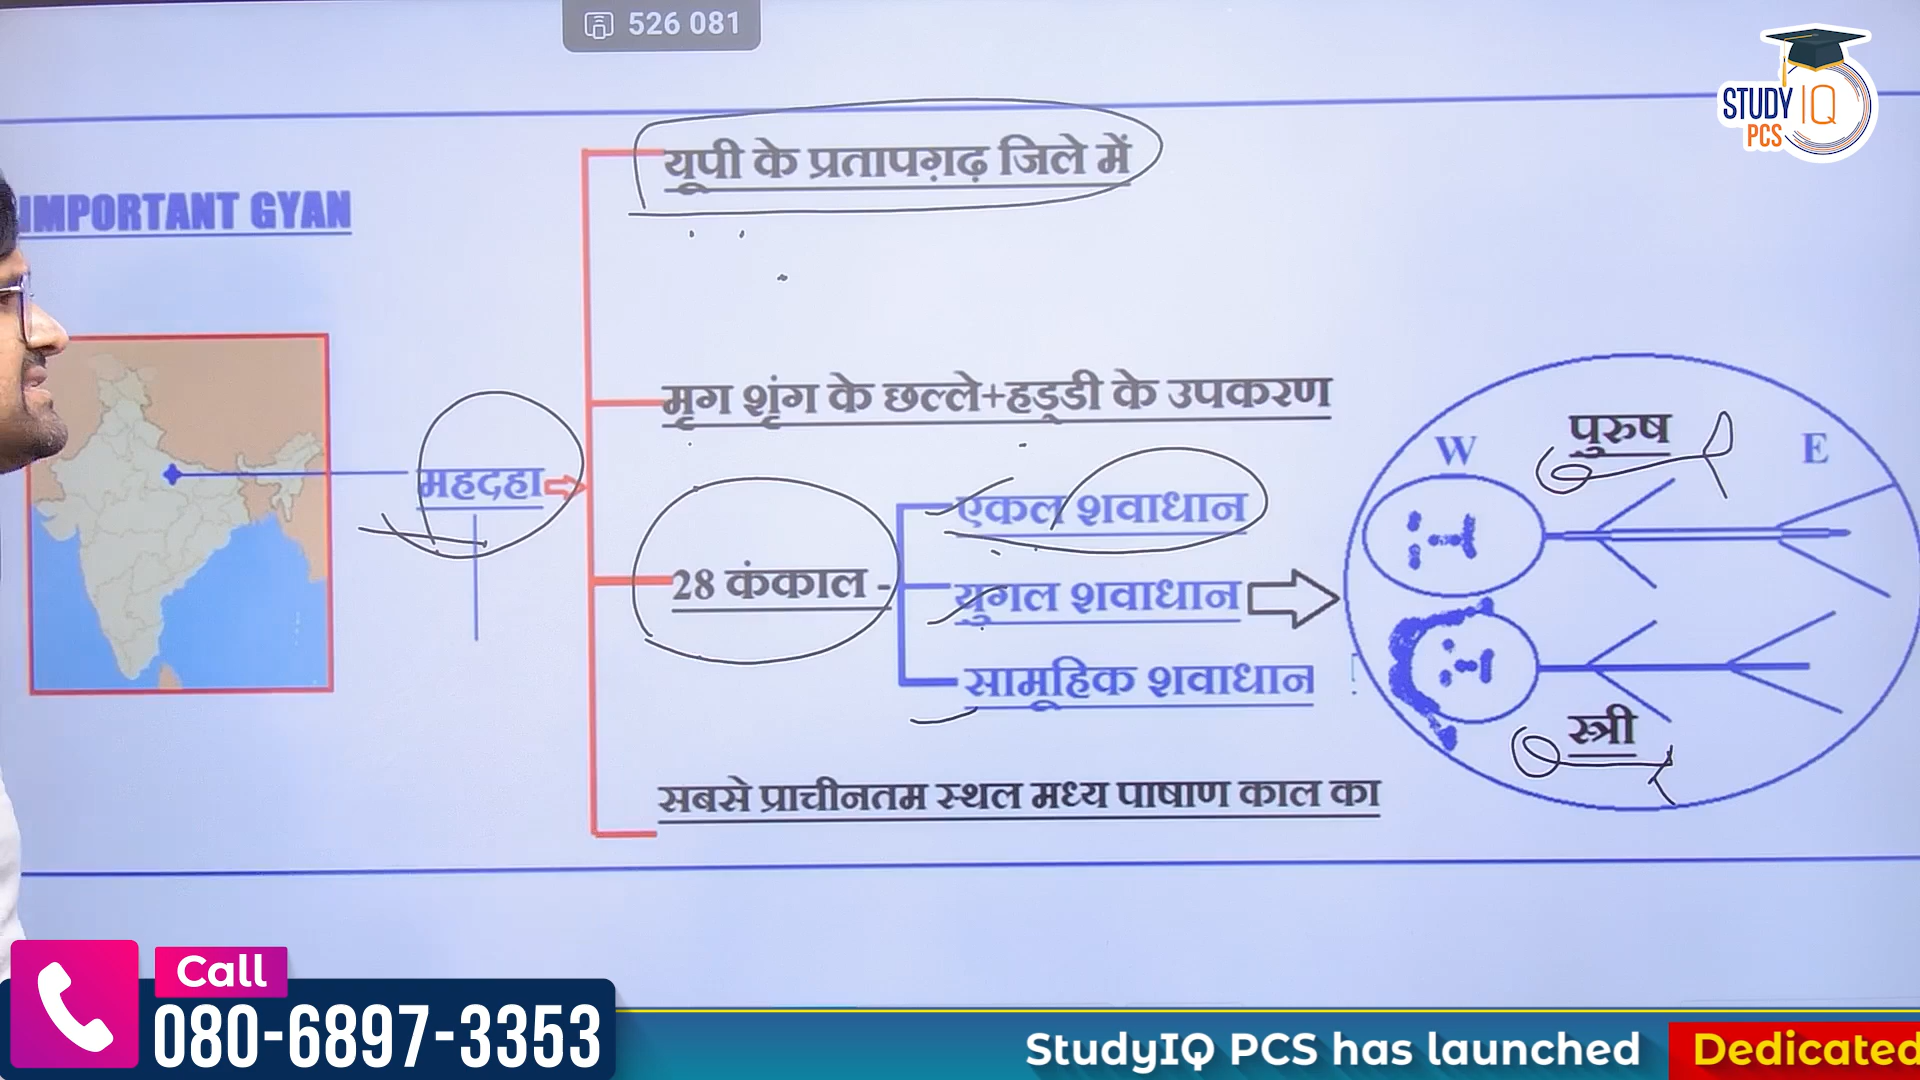 526 081
STUDY IQ
PCS
यूपी के प्रतापग़ढ़ जिले में
IMPORTANT GYAN
मृग शृंग के छल्ले+हड्डी के उपकरण
पुरुष
W
E
महदहा
एकल शवाधान
28 कंकाल -
युगल शवाधान
सामूहिक शवाधान
स्त्री
सबसे प्राचीनतम स्थल मध्य पाषाण काल का
Call
080-6897-3353
StudyIQ PCS has launched
Dedicated